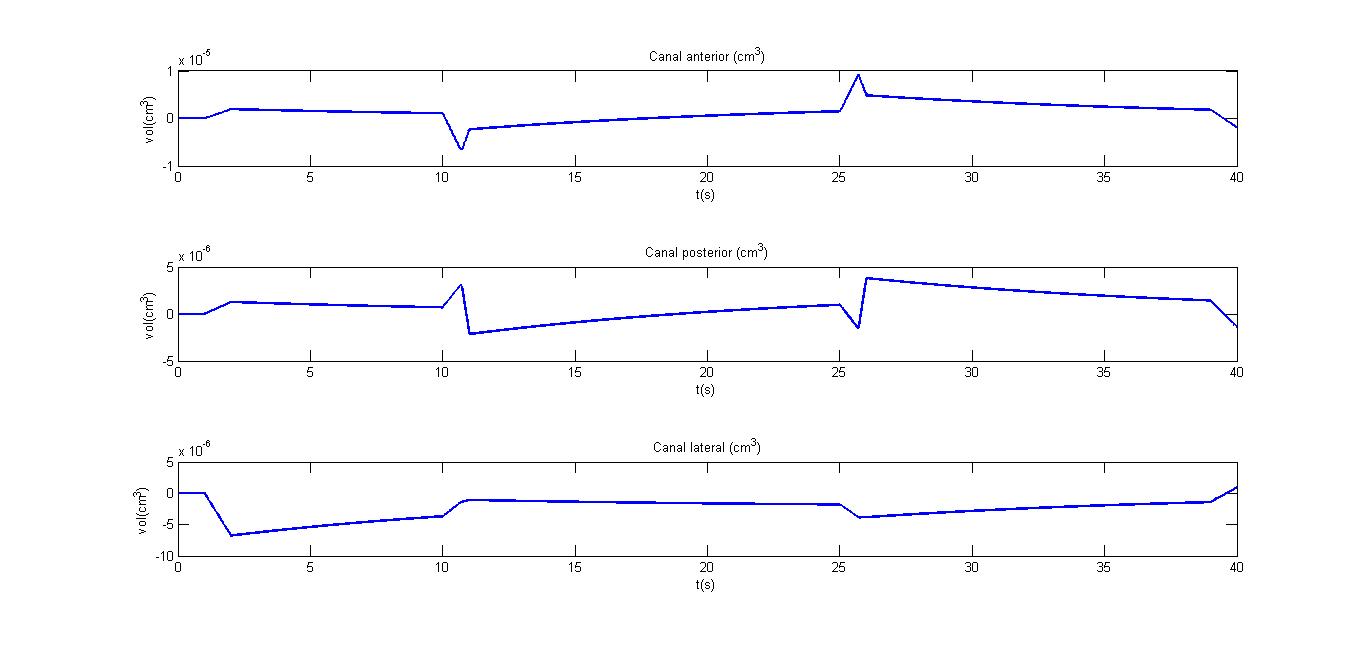 Canal anterior (cm3)
x 10-5
vol(cm3)
1
0
-1
0 5 10 15 20 25 30 35 40
t(s)
Canal posterior (cm3)
x 10-6
vol(cm3)
5
0
-5
0 5 10 15 20 25 30 35 40
t(s)
Canal lateral (cm3)
x 10-6
vol(cm3)
5
0
-5
-10
0 5 10 15 20 25 30 35 40
t(s)